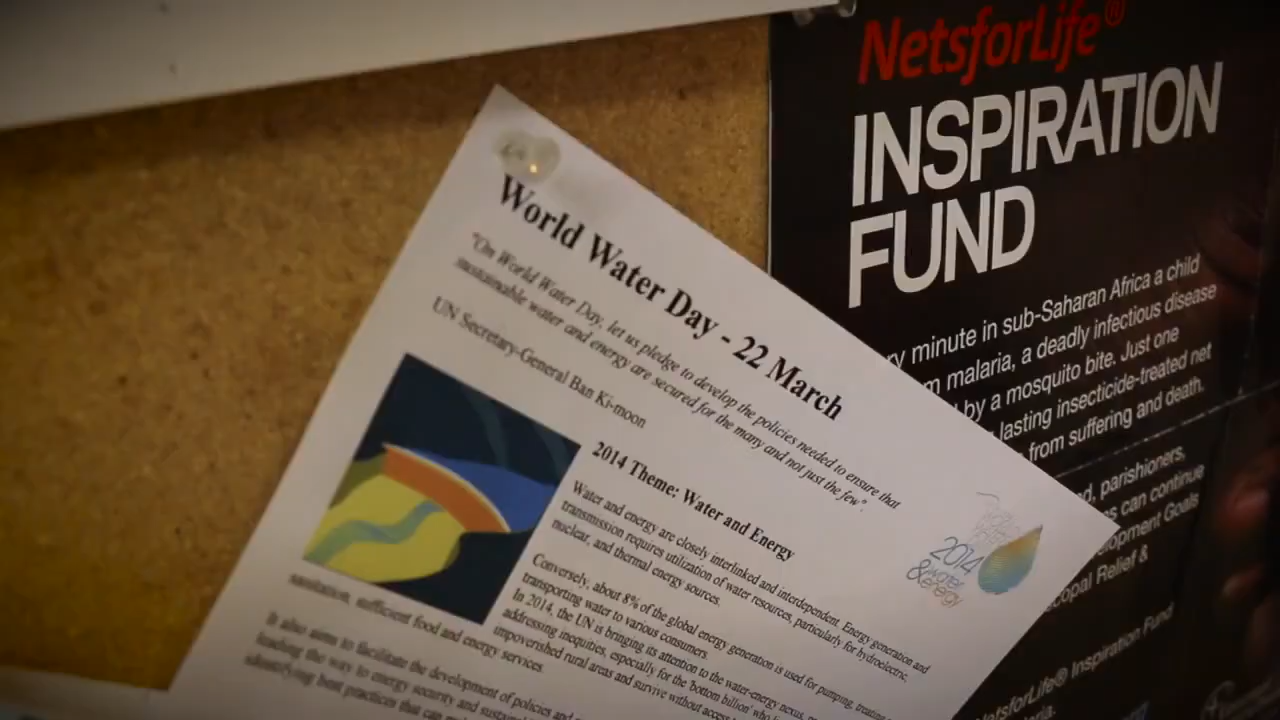 World Water Day - 22 March
"On World Water Day, let us pledge to develop the policies needed to ensure that
sustainable water and energy are secured for the many and not just the few".
UN Secretary-General Ban Ki-moon
2014 Theme: Water and Energy
Water and energy are closely interlinked and interdependent. Energy generation and
transmission requires utilization of water resources, particularly for hydroelectric,
nuclear, and thermal energy sources.
Conversely, about 8% of the global energy generation is used for pumping, treating
transporting water to various consumers.
In 2014, the UN is bringing its attention to the water-energy nexus,
addressing inequities, especially for the 'bottom billion' who
impoverished rural areas and survive without access
sanitation, sufficient food and energy services.
It also aims to facilitate the development of policies and
leading the way to energy security and
identifying best practices that can
2014
water
&energy
NetsforLife®
INSPIRATION
FUND
minute in sub-Saharan Africa a child
malaria, a deadly infectious disease
by a mosquito bite. Just one
lasting insecticide-treated net
from suffering and death.
parishioners,
can continue
Goals
Relief &
NetsforLife® Inspiration Fund